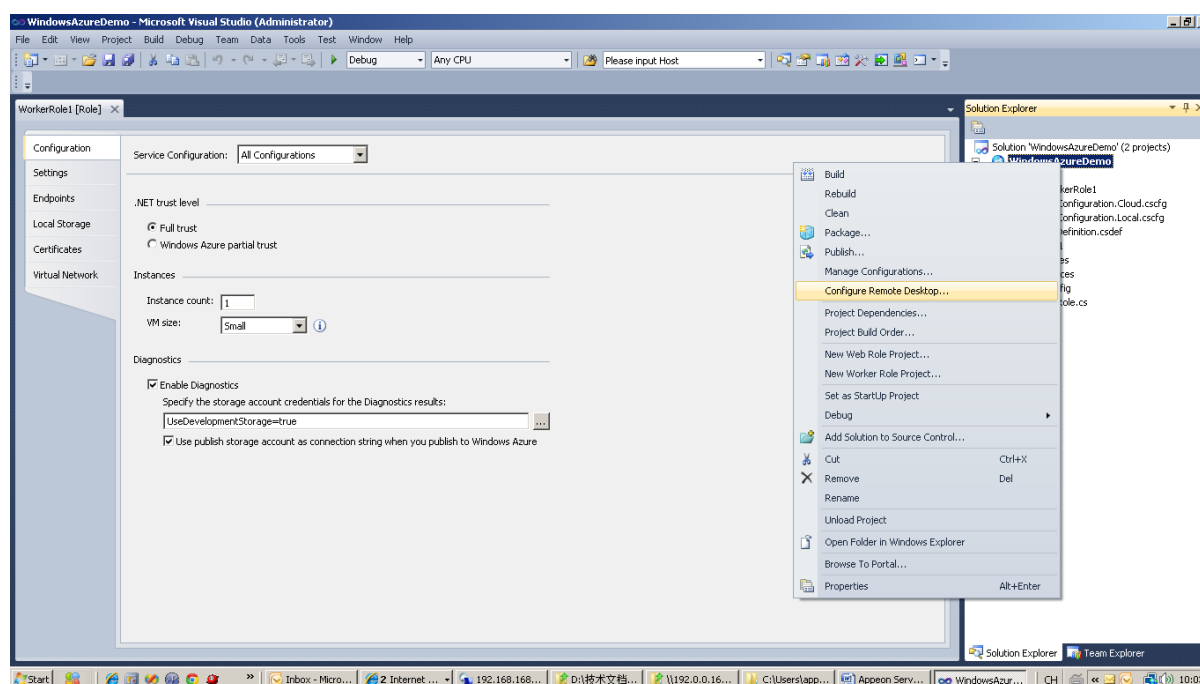 WindowsAzureDemo - Microsoft Visual Studio (Administrator)
File Edit View Project Build Debug Team Data Tools Test Window Help
Debug Any CPU Please input Host
WorkerRole1 [Role]
Configuration
Settings
Endpoints
Local Storage
Certificates
Virtual Network
Service Configuration: All Configurations
.NET trust level
Full trust
Windows Azure partial trust
Instances
Instance count: 1
VM size: Small
Diagnostics
Enable Diagnostics
Specify the storage account credentials for the Diagnostics results:
UseDevelopmentStorage=true
...
Use publish storage account as connection string when you publish to Windows Azure
Build
Rebuild
Clean
Package...
Publish...
Manage Configurations...
Configure Remote Desktop...
Project Dependencies...
Project Build Order...
New Web Role Project...
New Worker Role Project...
Set as StartUp Project
Debug
Add Solution to Source Control...
Cut Ctrl+X
Remove Del
Rename
Unload Project
Open Folder in Windows Explorer
Browse To Portal...
Properties Alt+Enter
Solution Explorer
Solution 'WindowsAzureDemo' (2 projects)
WindowsAzureDemo
kerRole1
onfiguration.Cloud.cscfg
onfiguration.Local.cscfg
efinition.csdef
es
ces
fig
ole.cs
Solution Explorer Team Explorer
Start Inbox - Micro... 2 Internet ... 192.168.168... D:\技术文档... \\192.0.0.16... C:\Users\app... Appeon Serv... WindowsAzur... CH 10:0